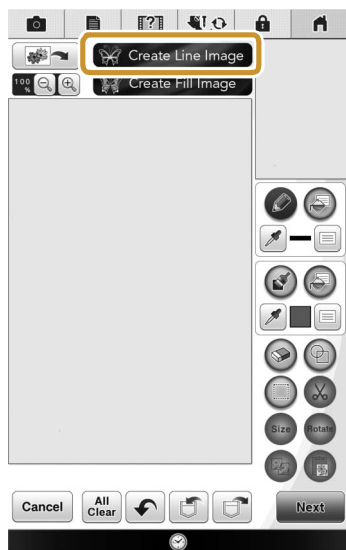 [?]
Create Line Image
100
%
Create Fill Image
Size
Rotate
Cancel
All
Clear
Next